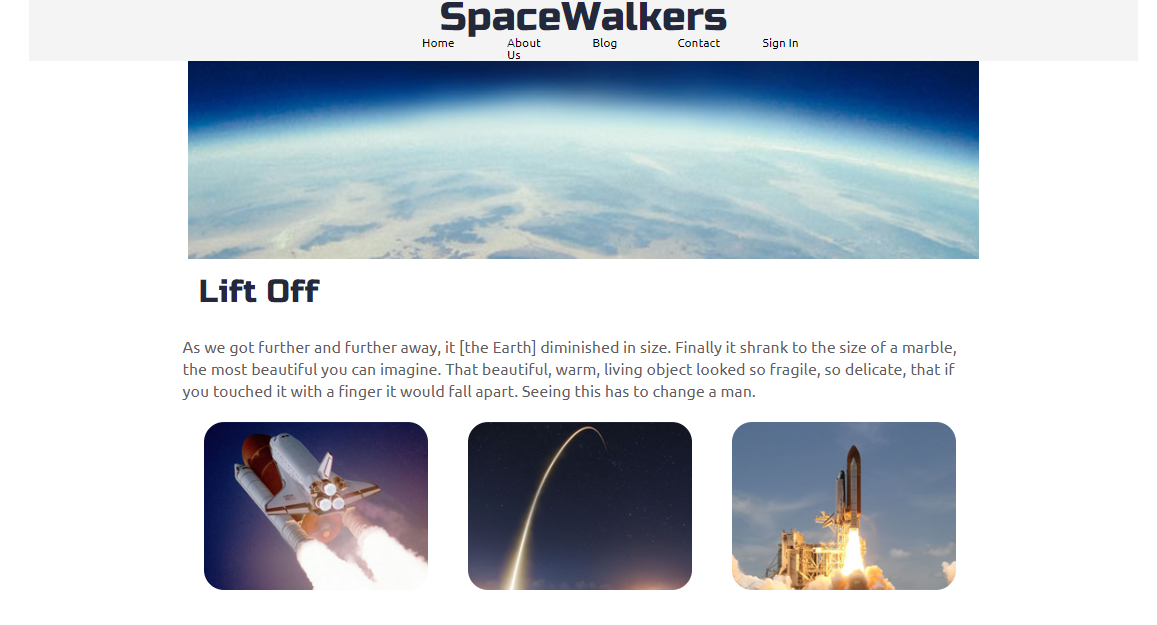 SpaceWalkers
Home About Us Blog Contact Sign In
Lift Off
As we got further and further away, it [the Earth] diminished in size. Finally it shrank to the size of a marble,
the most beautiful you can imagine. That beautiful, warm, living object looked so fragile, so delicate, that if
you touched it with a finger it would fall apart. Seeing this has to change a man.